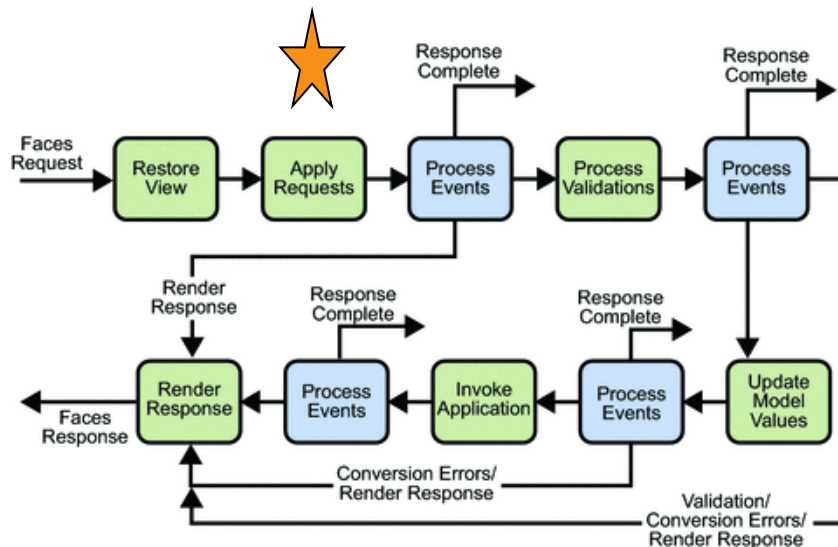 Response
Complete
Response
Complete
Faces
Request
Restore
View
Apply
Requests
Process
Events
Process
Validations
Process
Events
Render
Response
Response
Complete
Response
Complete
Render
Response
Process
Events
Invoke
Application
Process
Events
Update
Model
Values
Faces
Response
Conversion Errors/
Render Response
Validation/
Conversion Errors/
Render Response